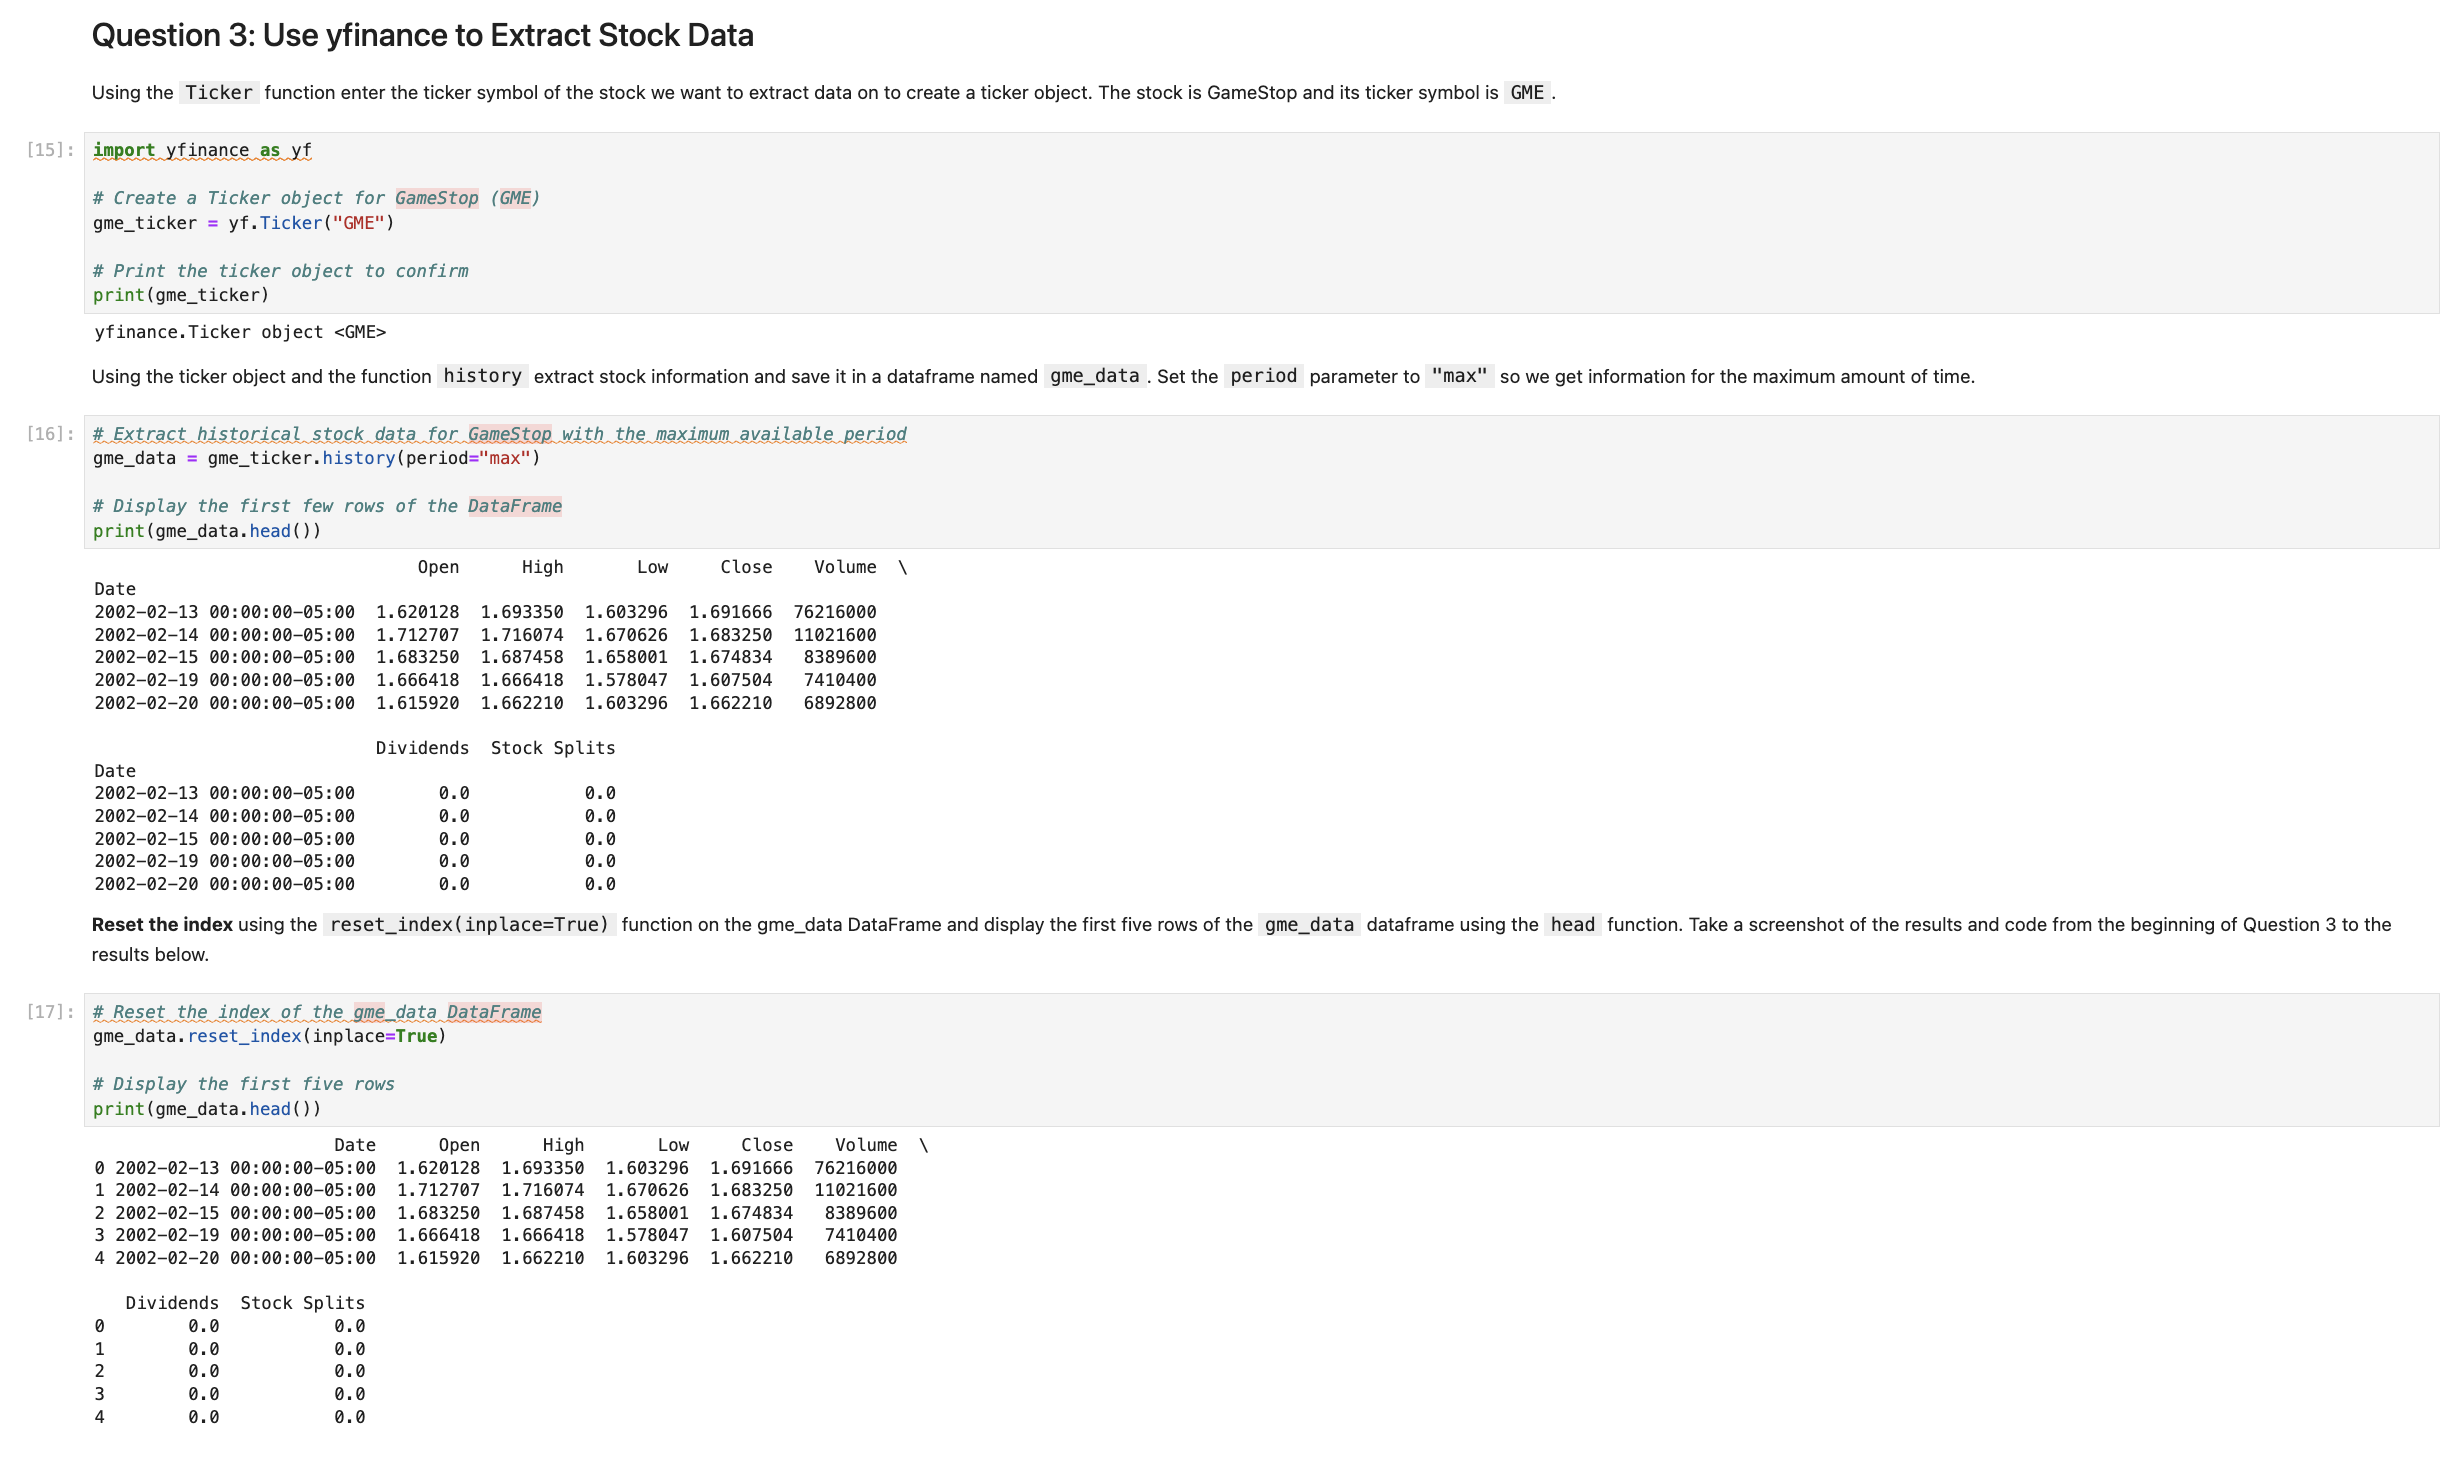 Question 3: Use yfinance to Extract Stock Data
Using the Ticker function enter the ticker symbol of the stock we want to extract data on to create a ticker object. The stock is GameStop and its ticker symbol is GME .
[15]: import yfinance as yf
# Create a Ticker object for GameStop (GME)
gme_ticker = yf.Ticker("GME")
# Print the ticker object to confirm
print(gme_ticker)
yfinance.Ticker object <GME>
Using the ticker object and the function history extract stock information and save it in a dataframe named gme_data . Set the period parameter to "max" so we get information for the maximum amount of time.
[16]: # Extract historical stock data for GameStop with the maximum available period
gme_data = gme_ticker.history(period="max")
# Display the first few rows of the DataFrame
print(gme_data.head())
Open High Low Close Volume \
Date
2002-02-13 00:00:00-05:00 1.620128 1.693350 1.603296 1.691666 76216000
2002-02-14 00:00:00-05:00 1.712707 1.716074 1.670626 1.683250 11021600
2002-02-15 00:00:00-05:00 1.683250 1.687458 1.658001 1.674834 8389600
2002-02-19 00:00:00-05:00 1.666418 1.666418 1.578047 1.607504 7410400
2002-02-20 00:00:00-05:00 1.615920 1.662210 1.603296 1.662210 6892800
Dividends Stock Splits
Date
2002-02-13 00:00:00-05:00 0.0 0.0
2002-02-14 00:00:00-05:00 0.0 0.0
2002-02-15 00:00:00-05:00 0.0 0.0
2002-02-19 00:00:00-05:00 0.0 0.0
2002-02-20 00:00:00-05:00 0.0 0.0
Reset the index using the reset_index(inplace=True) function on the gme_data DataFrame and display the first five rows of the gme_data dataframe using the head function. Take a screenshot of the results and code from the beginning of Question 3 to the
results below.
[17]: # Reset the index of the gme_data DataFrame
gme_data.reset_index(inplace=True)
# Display the first five rows
print(gme_data.head())
Date Open High Low Close Volume \
0 2002-02-13 00:00:00-05:00 1.620128 1.693350 1.603296 1.691666 76216000
1 2002-02-14 00:00:00-05:00 1.712707 1.716074 1.670626 1.683250 11021600
2 2002-02-15 00:00:00-05:00 1.683250 1.687458 1.658001 1.674834 8389600
3 2002-02-19 00:00:00-05:00 1.666418 1.666418 1.578047 1.607504 7410400
4 2002-02-20 00:00:00-05:00 1.615920 1.662210 1.603296 1.662210 6892800
Dividends Stock Splits
0 0.0 0.0
1 0.0 0.0
2 0.0 0.0
3 0.0 0.0
4 0.0 0.0